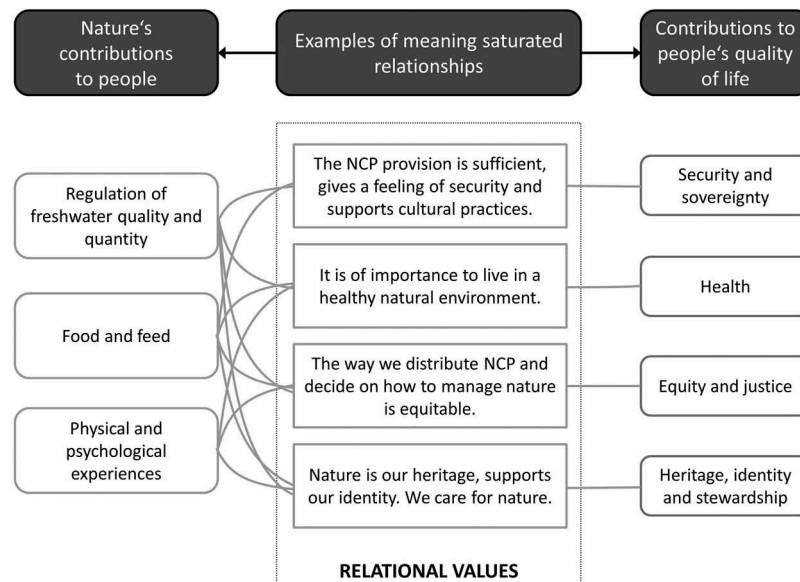 Nature‘s
contributions
to people
Examples of meaning saturated
relationships
Contributions to
people‘s quality
of life
Regulation of
freshwater quality and
quantity
Food and feed
Physical and
psychological
experiences
The NCP provision is sufficient,
gives a feeling of security and
supports cultural practices.
It is of importance to live in a
healthy natural environment.
The way we distribute NCP and
decide on how to manage nature
is equitable.
Nature is our heritage, supports
our identity. We care for nature.
RELATIONAL VALUES
Security and
sovereignty
Health
Equity and justice
Heritage, identity
and stewardship